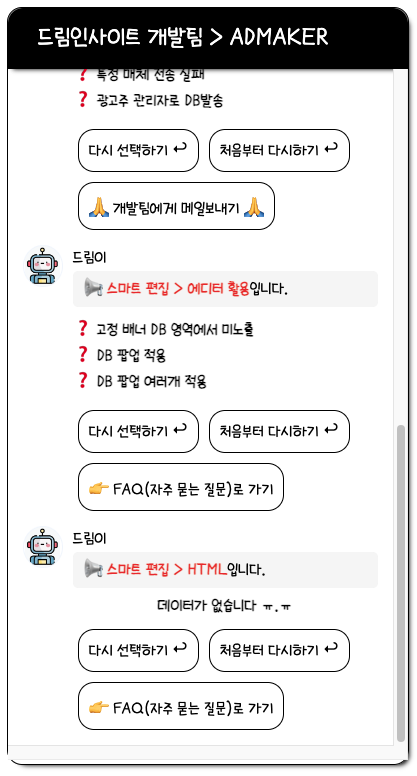 드림인사이트 개발팀 > ADMAKER
❓ 특정 매체 전송 실패
❓ 광고주 관리자로 DB발송
다시 선택하기 ↩ 처음부터 다시하기 ↩
🙏 개발팀에게 메일보내기 🙏
드림이
📢 스마트 편집 > 에디터 활용입니다.
❓ 고정 배너 DB 영역에서 미노출
❓ DB 팝업 적용
❓ DB 팝업 여러개 적용
다시 선택하기 ↩ 처음부터 다시하기 ↩
👉 FAQ(자주 묻는 질문)로 가기
드림이
📢 스마트 편집 > HTML입니다.
데이터가 없습니다 ㅠ.ㅠ
다시 선택하기 ↩ 처음부터 다시하기 ↩
👉 FAQ(자주 묻는 질문)로 가기